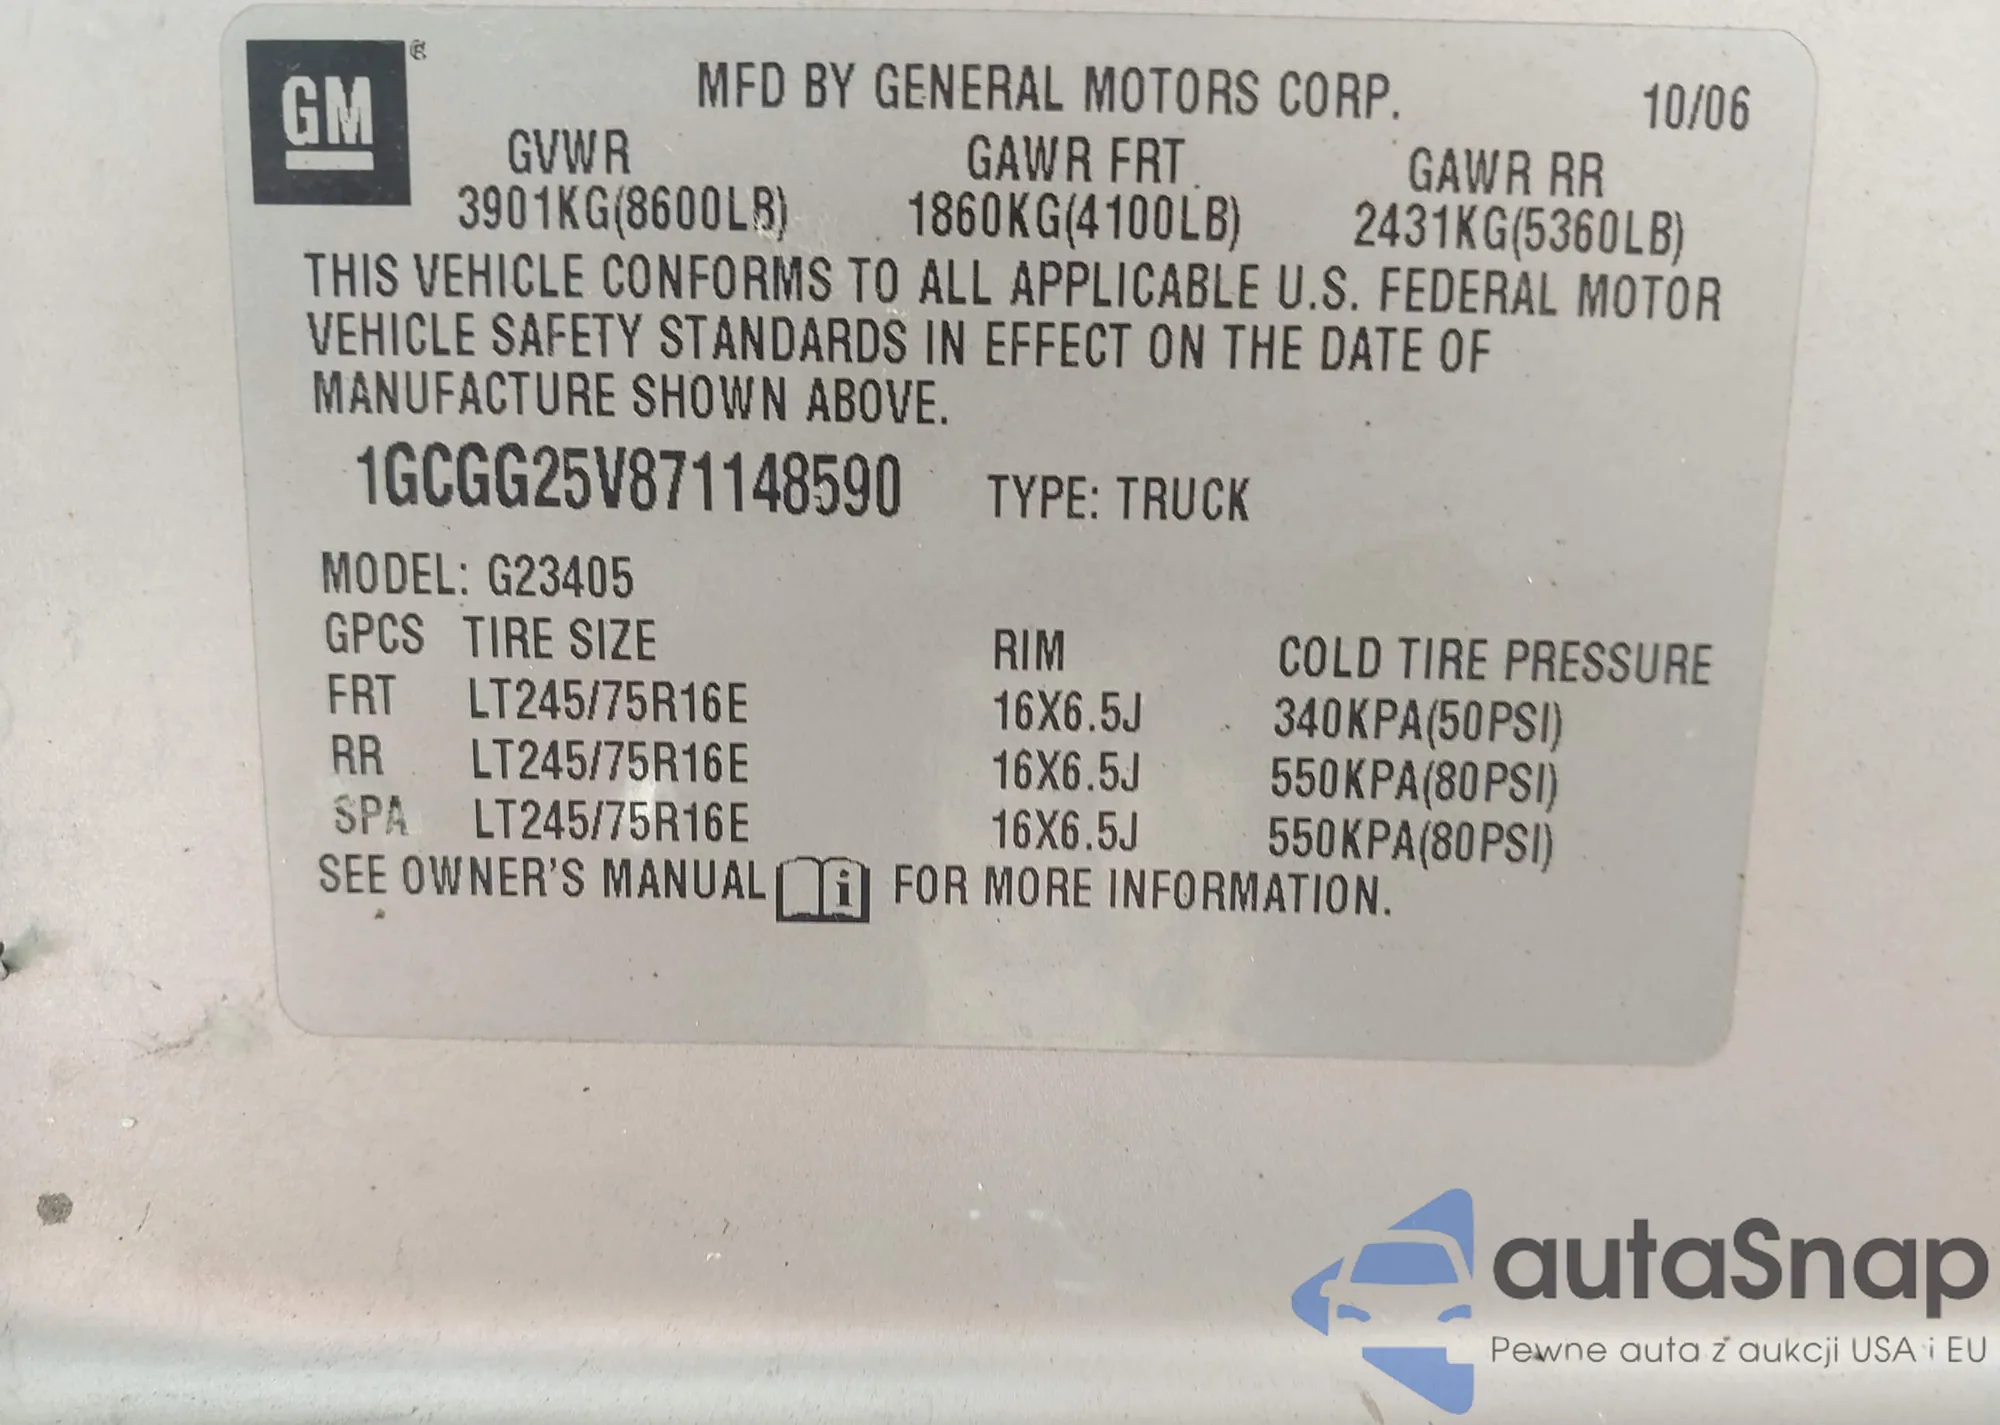 GM ®
MFD BY GENERAL MOTORS CORP. 10/06
GVWR GAWR FRT GAWR RR
3901KG(8600LB) 1860KG(4100LB) 2431KG(5360LB)
THIS VEHICLE CONFORMS TO ALL APPLICABLE U.S. FEDERAL MOTOR
VEHICLE SAFETY STANDARDS IN EFFECT ON THE DATE OF
MANUFACTURE SHOWN ABOVE.
1GCGG25V871148590 TYPE: TRUCK
MODEL: G23405
GPCS TIRE SIZE RIM COLD TIRE PRESSURE
FRT LT245/75R16E 16X6.5J 340KPA(50PSI)
RR LT245/75R16E 16X6.5J 550KPA(80PSI)
SPA LT245/75R16E 16X6.5J 550KPA(80PSI)
SEE OWNER'S MANUAL i FOR MORE INFORMATION.
autaSnap
Pewne auta z aukcji USA i EU